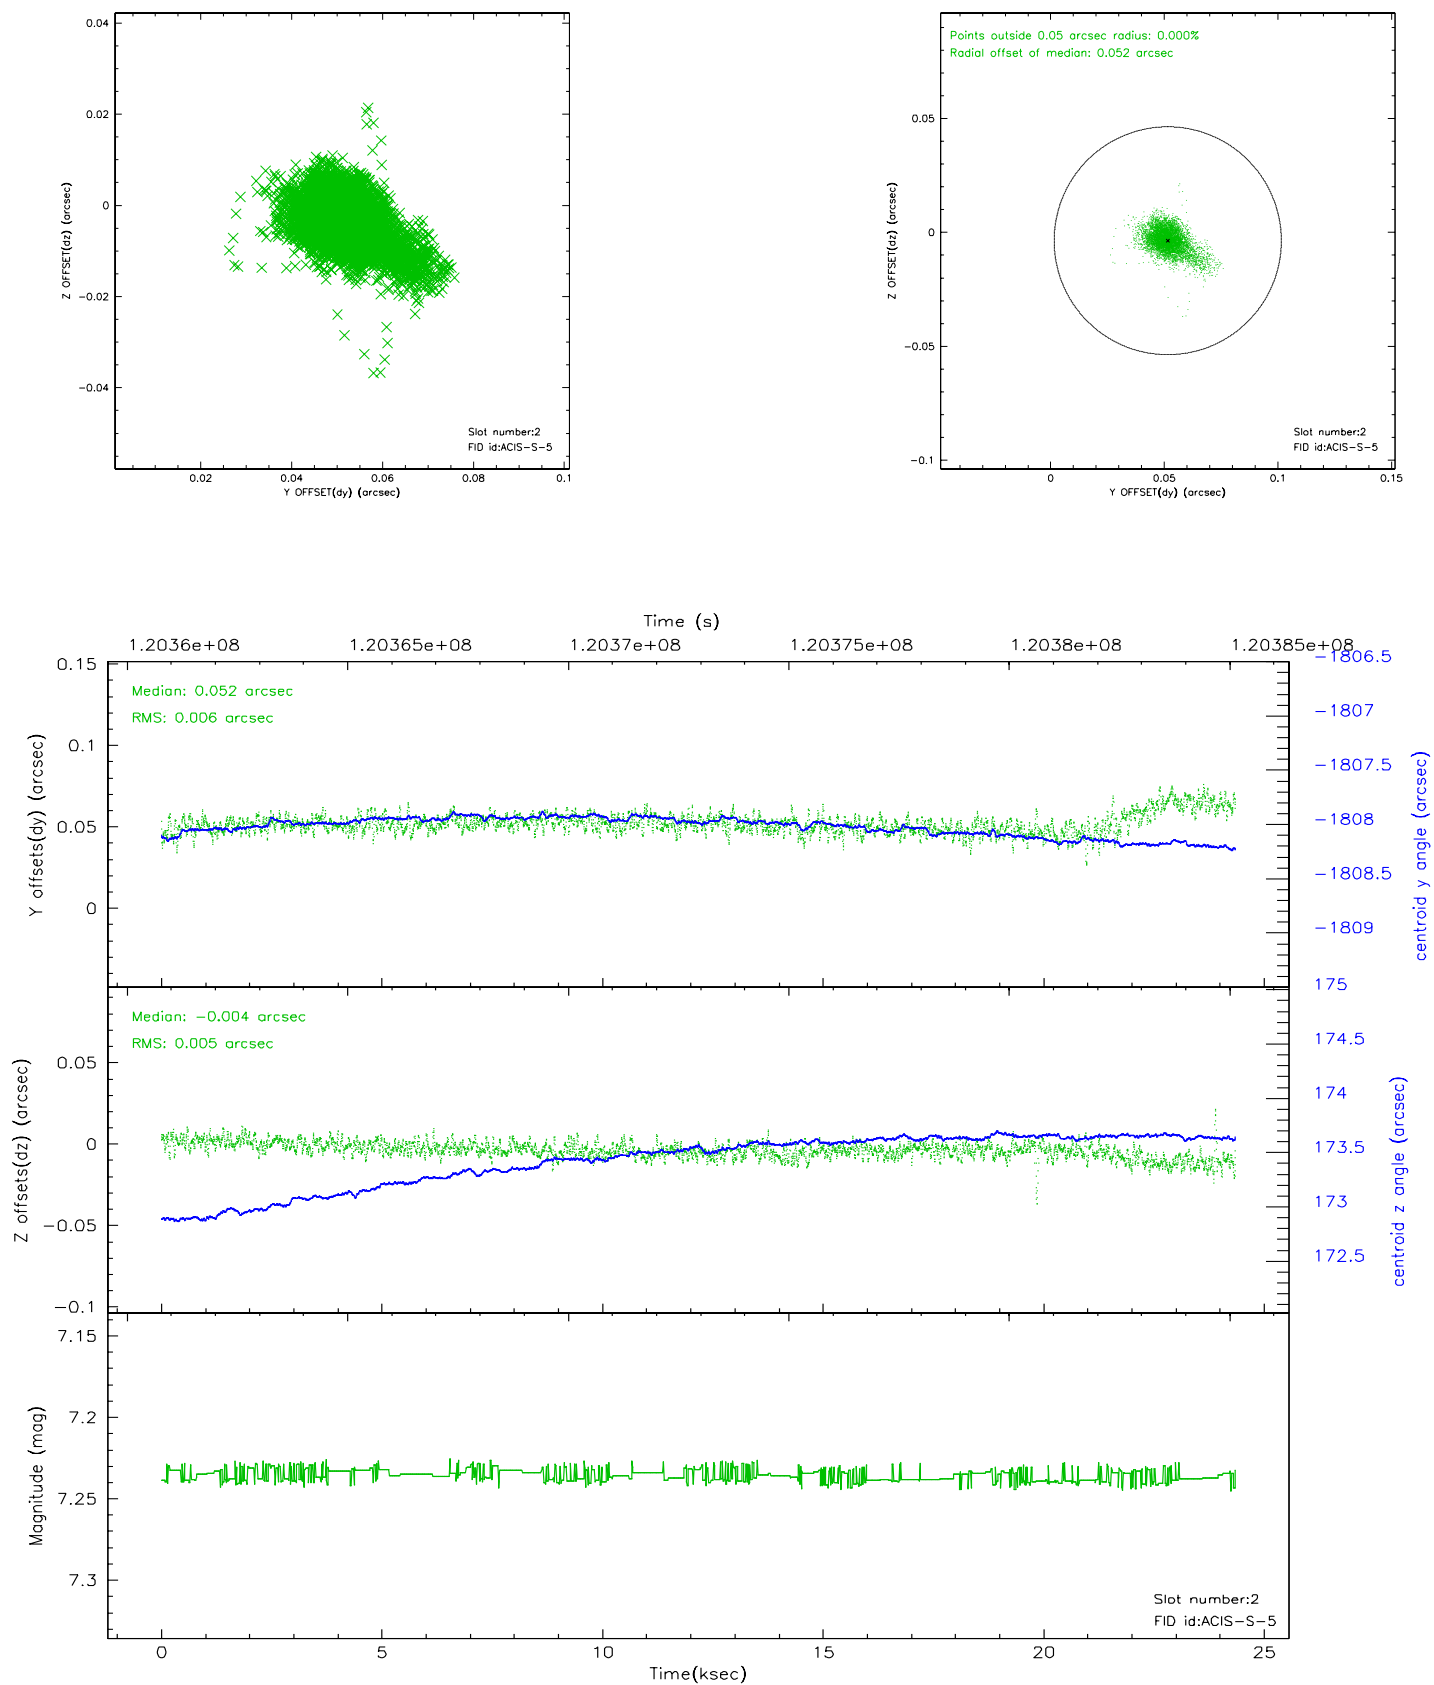 0.04
0.02
0
-0.02
-0.04
Z OFFSET(dz) (arcsec)
Slot number:2
FID id:ACIS-S-5
0.02 0.04 0.06 0.08 0.1
Y OFFSET(dy) (arcsec)
Points outside 0.05 arcsec radius: 0.000%
Radial offset of median: 0.052 arcsec
0.05
0
-0.05
-0.1
Z OFFSET(dz) (arcsec)
Slot number:2
FID id:ACIS-S-5
0 0.05 0.1 0.15
Y OFFSET(dy) (arcsec)
Time (s)
1.2036e+08 1.20365e+08 1.2037e+08 1.20375e+08 1.2038e+08 1.20385e+08
Median: 0.052 arcsec
RMS: 0.006 arcsec
0.15
0.1
0.05
0
Y offsets(dy) (arcsec)
-1806.5
-1807
-1807.5
-1808
-1808.5
-1809
centroid y angle (arcsec)
Median: -0.004 arcsec
RMS: 0.005 arcsec
0.05
0
-0.05
-0.1
Z offsets(dz) (arcsec)
175
174.5
174
173.5
173
172.5
centroid z angle (arcsec)
7.15
7.2
7.25
7.3
Magnitude (mag)
Slot number:2
FID id:ACIS-S-5
0 5 10 15 20 25
Time(ksec)